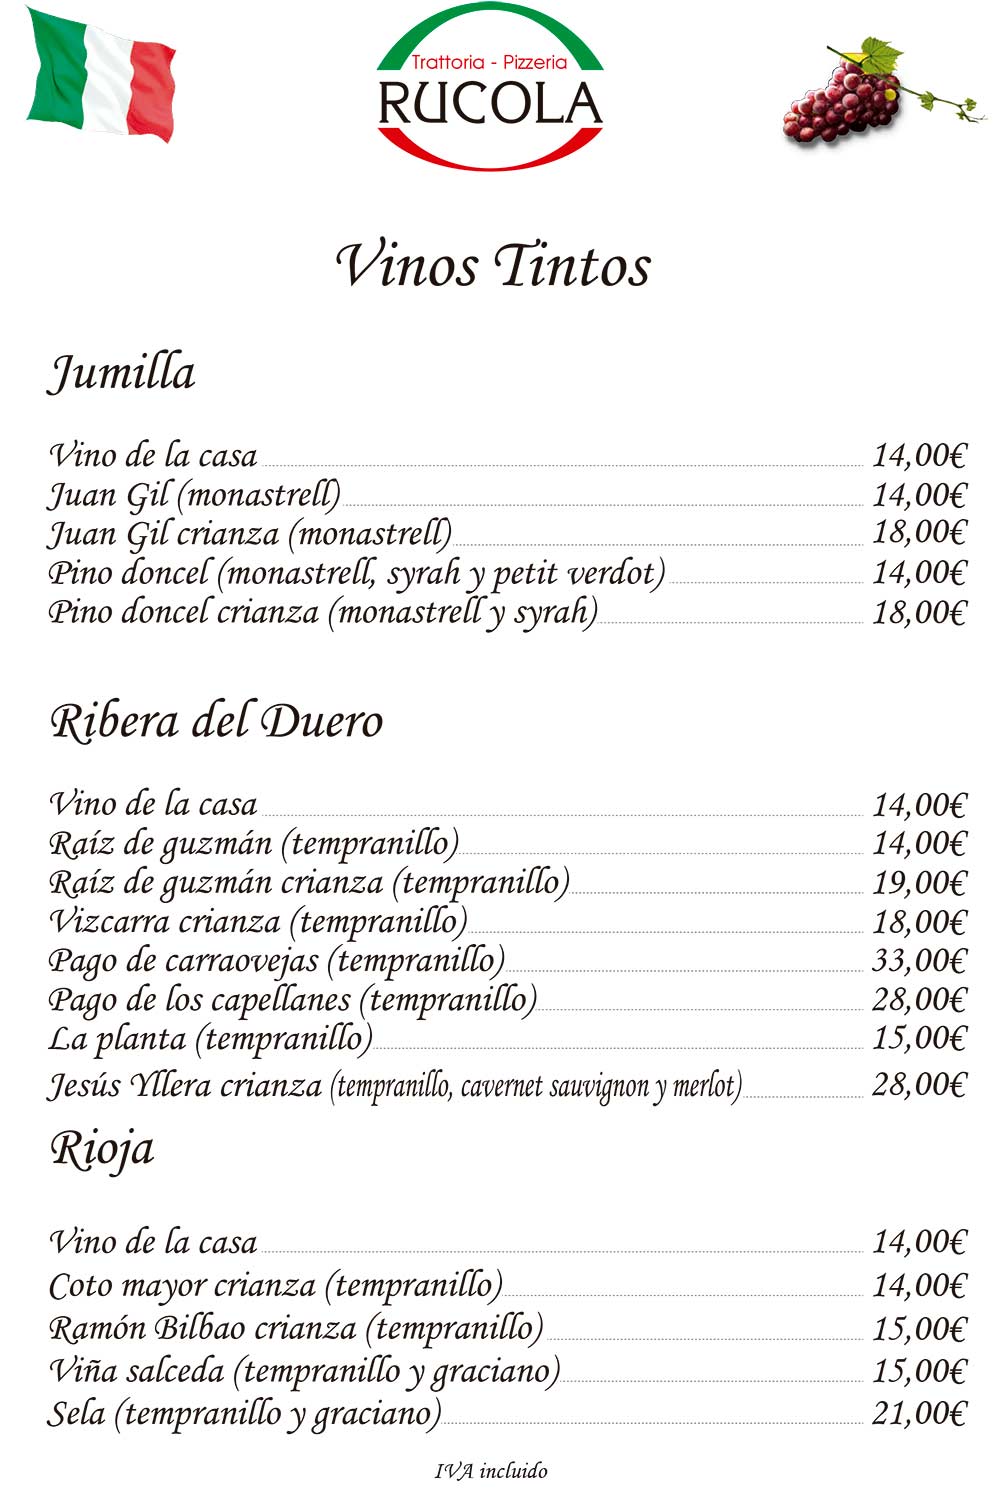 Trattoria - Pizzeria
RUCOLA
Vinos Tintos
Jumilla
Vino de la casa 14,00€
Juan Gil (monastrell) 14,00€
Juan Gil crianza (monastrell) 18,00€
Pino doncel (monastrell, syrah y petit verdot) 14,00€
Pino doncel crianza (monastrell y syrah) 18,00€
Ribera del Duero
Vino de la casa 14,00€
Raíz de guzmán (tempranillo) 14,00€
Raíz de guzmán crianza (tempranillo) 19,00€
Vizcarra crianza (tempranillo) 18,00€
Pago de carraovejas (tempranillo) 33,00€
Pago de los capellanes (tempranillo) 28,00€
La planta (tempranillo) 15,00€
Jesús Yllera crianza (tempranillo, cavernet sauvignon y merlot) 28,00€
Rioja
Vino de la casa 14,00€
Coto mayor crianza (tempranillo) 14,00€
Ramón Bilbao crianza (tempranillo) 15,00€
Viña salceda (tempranillo y graciano) 15,00€
Sela (tempranillo y graciano) 21,00€
IVA incluido